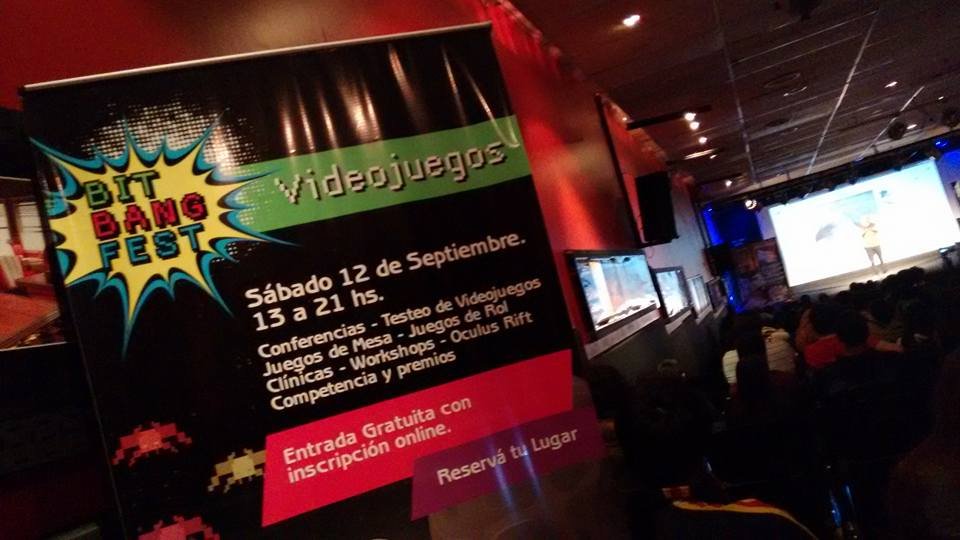 BIT
BANG
FEST
Videojuegos
Sábado 12 de Septiembre.
13 a 21 hs.
Conferencias - Testeo de Videojuegos
Juegos de Mesa - Juegos de Rol
Clínicas - Workshops - Oculus Rift
Competencia y premios
Entrada Gratuita con
inscripción online.
Reservá tu Lugar